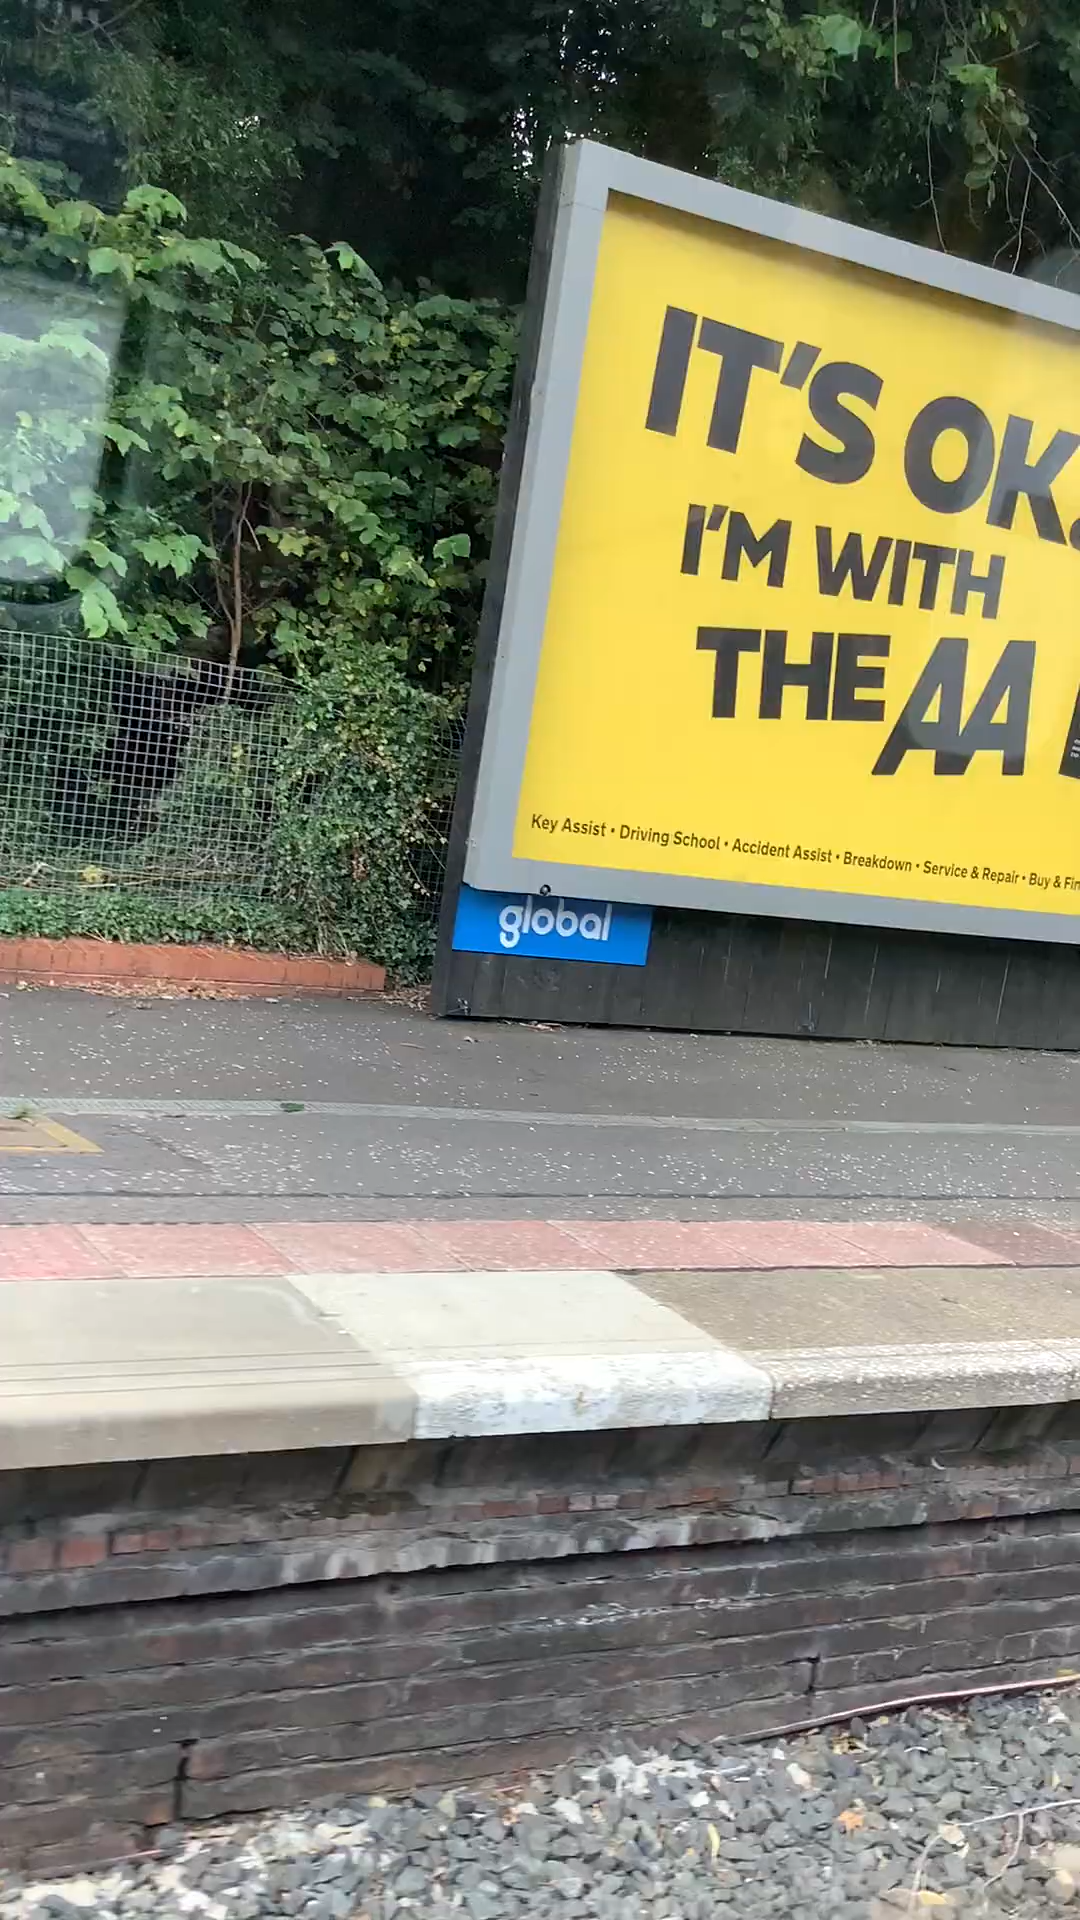 IT'S OK.
I'M WITH
THE AA
Key Assist • Driving School • Accident Assist • Breakdown • Service & Repair • Buy &
global